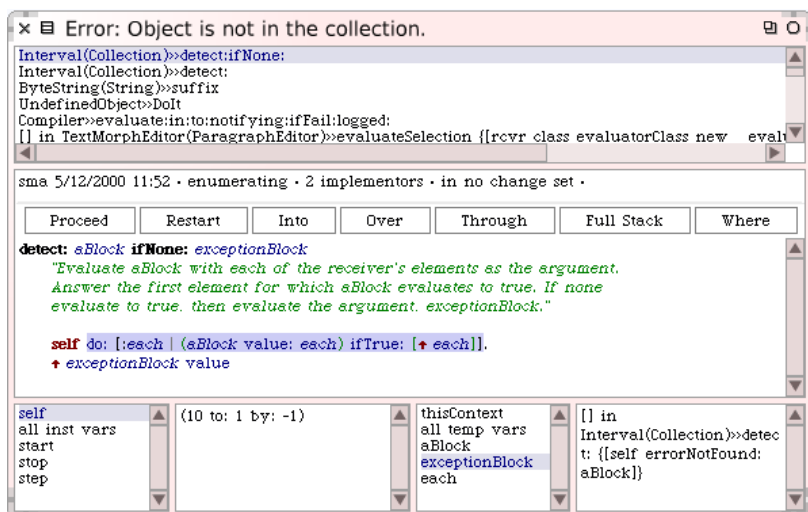 Error: Object is not in the collection.
Interval(Collection)»detect:ifNone:
Interval(Collection)»detect:
ByteString(String)»suffix
UndefinedObject»DoIt
Compiler»evaluate:in:to:notifying:ifFail:logged:
[] in TextMorphEditor(ParagraphEditor)»evaluateSelection {[rcvr class evaluatorClass new evalu
sma 5/12/2000 11:52 · enumerating · 2 implementors · in no change set ·
Proceed Restart Into Over Through Full Stack Where
detect: aBlock ifNone: exceptionBlock
"Evaluate aBlock with each of the receiver's elements as the argument.
Answer the first element for which aBlock evaluates to true. If none
evaluate to true, then evaluate the argument, exceptionBlock."
self do: [:each | (aBlock value: each) ifTrue: [↑ each]].
↑ exceptionBlock value
self
all inst vars
start
stop
step
(10 to: 1 by: -1)
thisContext
all temp vars
aBlock
exceptionBlock
each
[] in
Interval(Collection)»detec
t: {[self errorNotFound:
aBlock]}